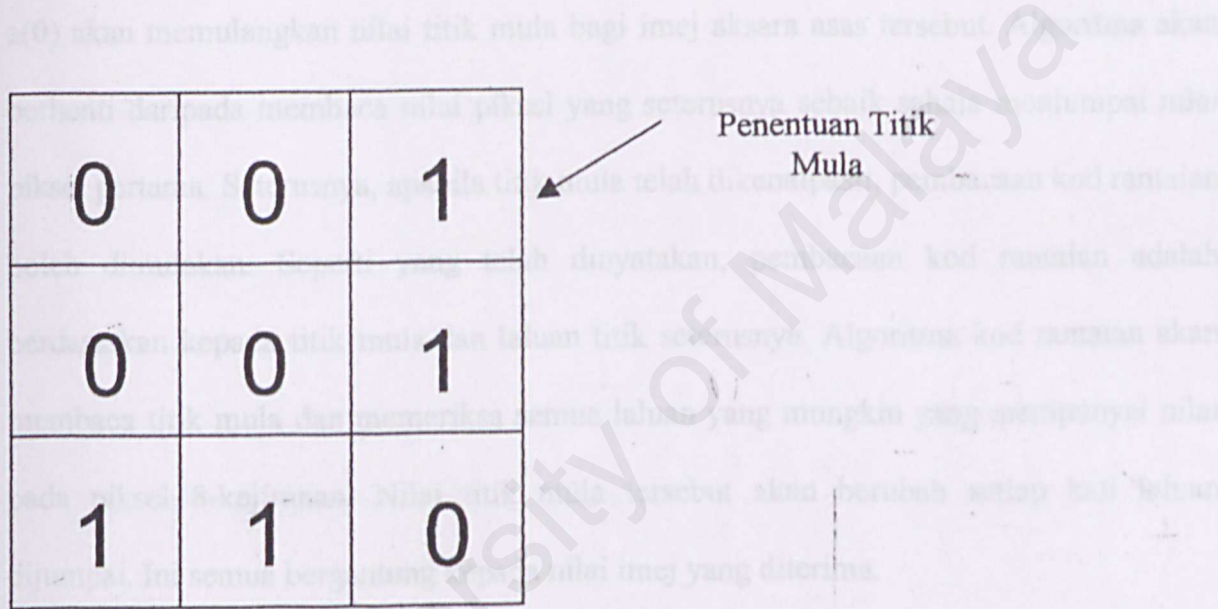 s(0) akan memulangkan nilai titik mula bagi imej aksara asas tersebut. Algoritma akan
berhenti daripada membaca nilai piksel yang seterusnya sebaik sahaja menjumpai nilai
piksel pertama. Seterusnya, apabila titik mula telah dikenalpasti, pembacaan kod rantaian
boleh dimulakan. Seperti yang telah dinyatakan, pembacaan kod rantaian adalah
berdasarkan kepada titik mula dan laluan titik seterusnya. Algoritma kod rantaian akan
membaca titik mula dan memeriksa semua laluan yang mungkin yang mempunyai nilai
pada piksel 8-kejiranan. Nilai titik mula tersebut akan berubah setiap kali laluan
dijumpai. Ini semua bergantung kepada nilai imej yang diterima.
Penentuan Titik
Mula
0 0 1
0 0 1
1 1 0
University of Malaya